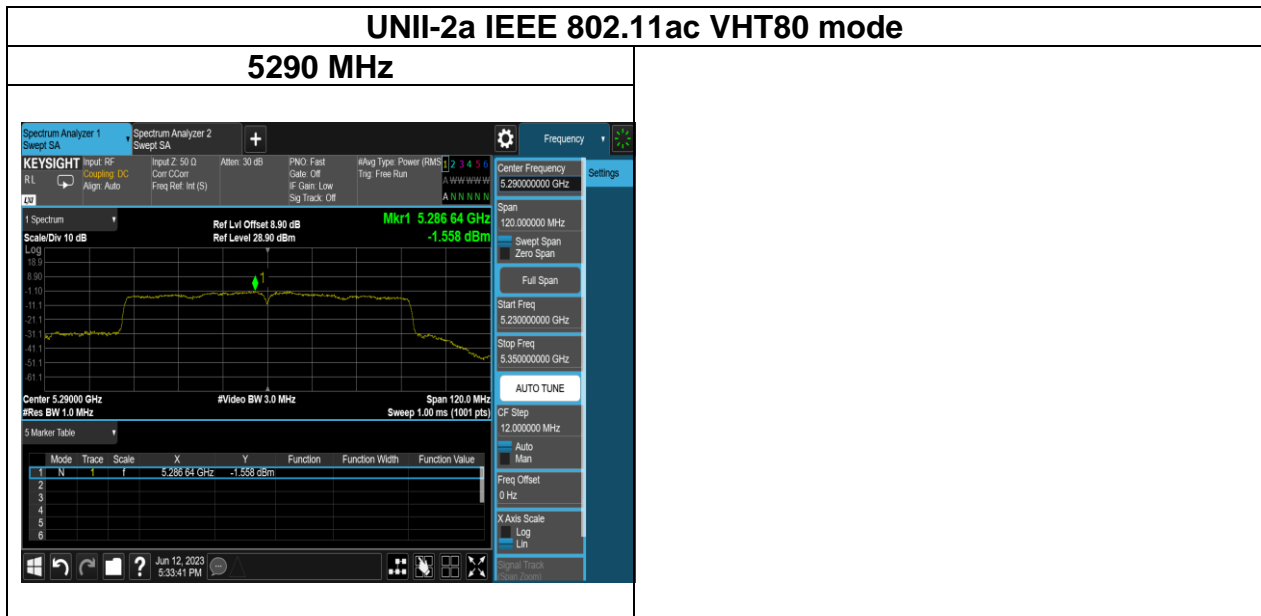 UNII-2a IEEE 802.11ac VHT80 mode
5290 MHz
Spectrum Analyzer 1
Swept SA
Spectrum Analyzer 2
Swept SA
+
Frequency
KEYSIGHT
RL
LXI
Input: RF
Coupling: DC
Align: Auto
Input Z: 50 Ω
Corr CCorr
Freq Ref: Int (S)
Atten: 30 dB
PNO: Fast
Gate: Off
IF Gain: Low
Sig Track: Off
#Avg Type: Power (RMS
Trig: Free Run
1 2 3 4 5 6
A W W W W W
A N N N N N
Center Frequency
5.290000000 GHz
Settings
Span
120.000000 MHz
Swept Span
Zero Span
Full Span
Start Freq
5.230000000 GHz
Stop Freq
5.350000000 GHz
AUTO TUNE
CF Step
12.000000 MHz
Auto
Man
Freq Offset
0 Hz
X Axis Scale
Log
Lin
Signal Track
(Span Zoom)
1 Spectrum
Scale/Div 10 dB
Ref Lvl Offset 8.90 dB
Ref Level 28.90 dBm
Mkr1 5.286 64 GHz
-1.558 dBm
Log
18.9
8.90
-1.10
-11.1
-21.1
-31.1
-41.1
-51.1
-61.1
1
Center 5.29000 GHz
#Res BW 1.0 MHz
#Video BW 3.0 MHz
Span 120.0 MHz
Sweep 1.00 ms (1001 pts)
5 Marker Table
Mode Trace Scale X Y Function Function Width Function Value
1 N 1 f 5.286 64 GHz -1.558 dBm
2
3
4
5
6
?
Jun 12, 2023
5:33:41 PM